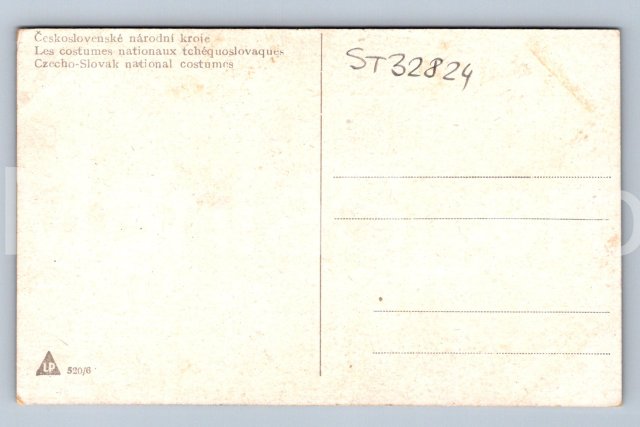 Československé národní kroje
Les costumes nationaux tchéquoslovaques
Czecho-Slovak national costumes
ST32824
LP 520/6